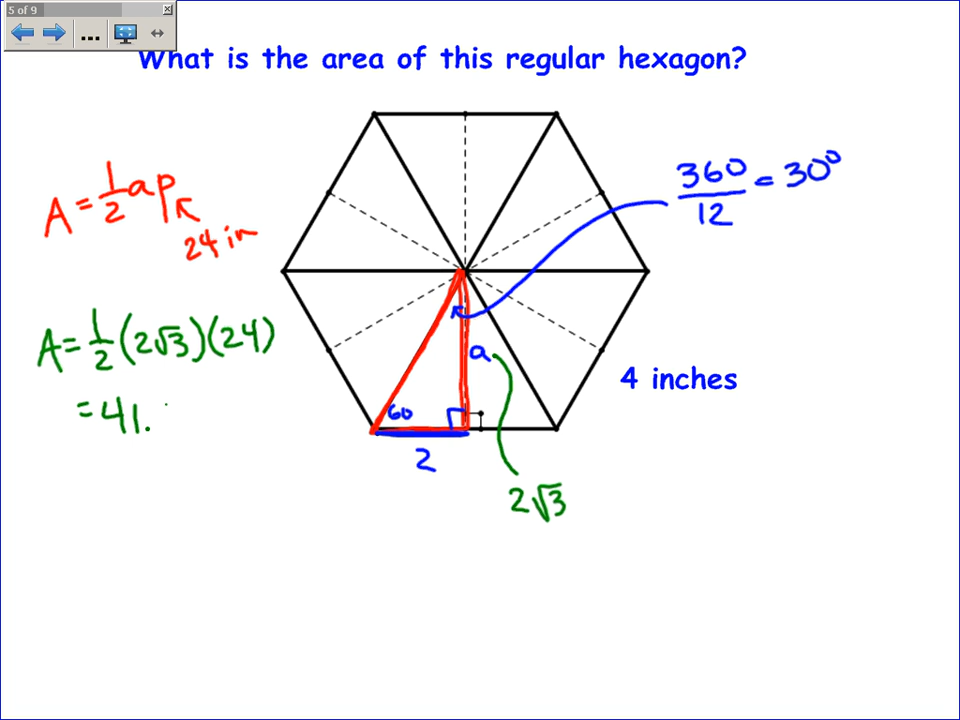 5 of 9
...
What is the area of this regular hexagon?
A = 1/2 ap
24 in
360/12 = 30°
A = 1/2 (2√3)(24)
= 41.
a
4 inches
60
2
2√3